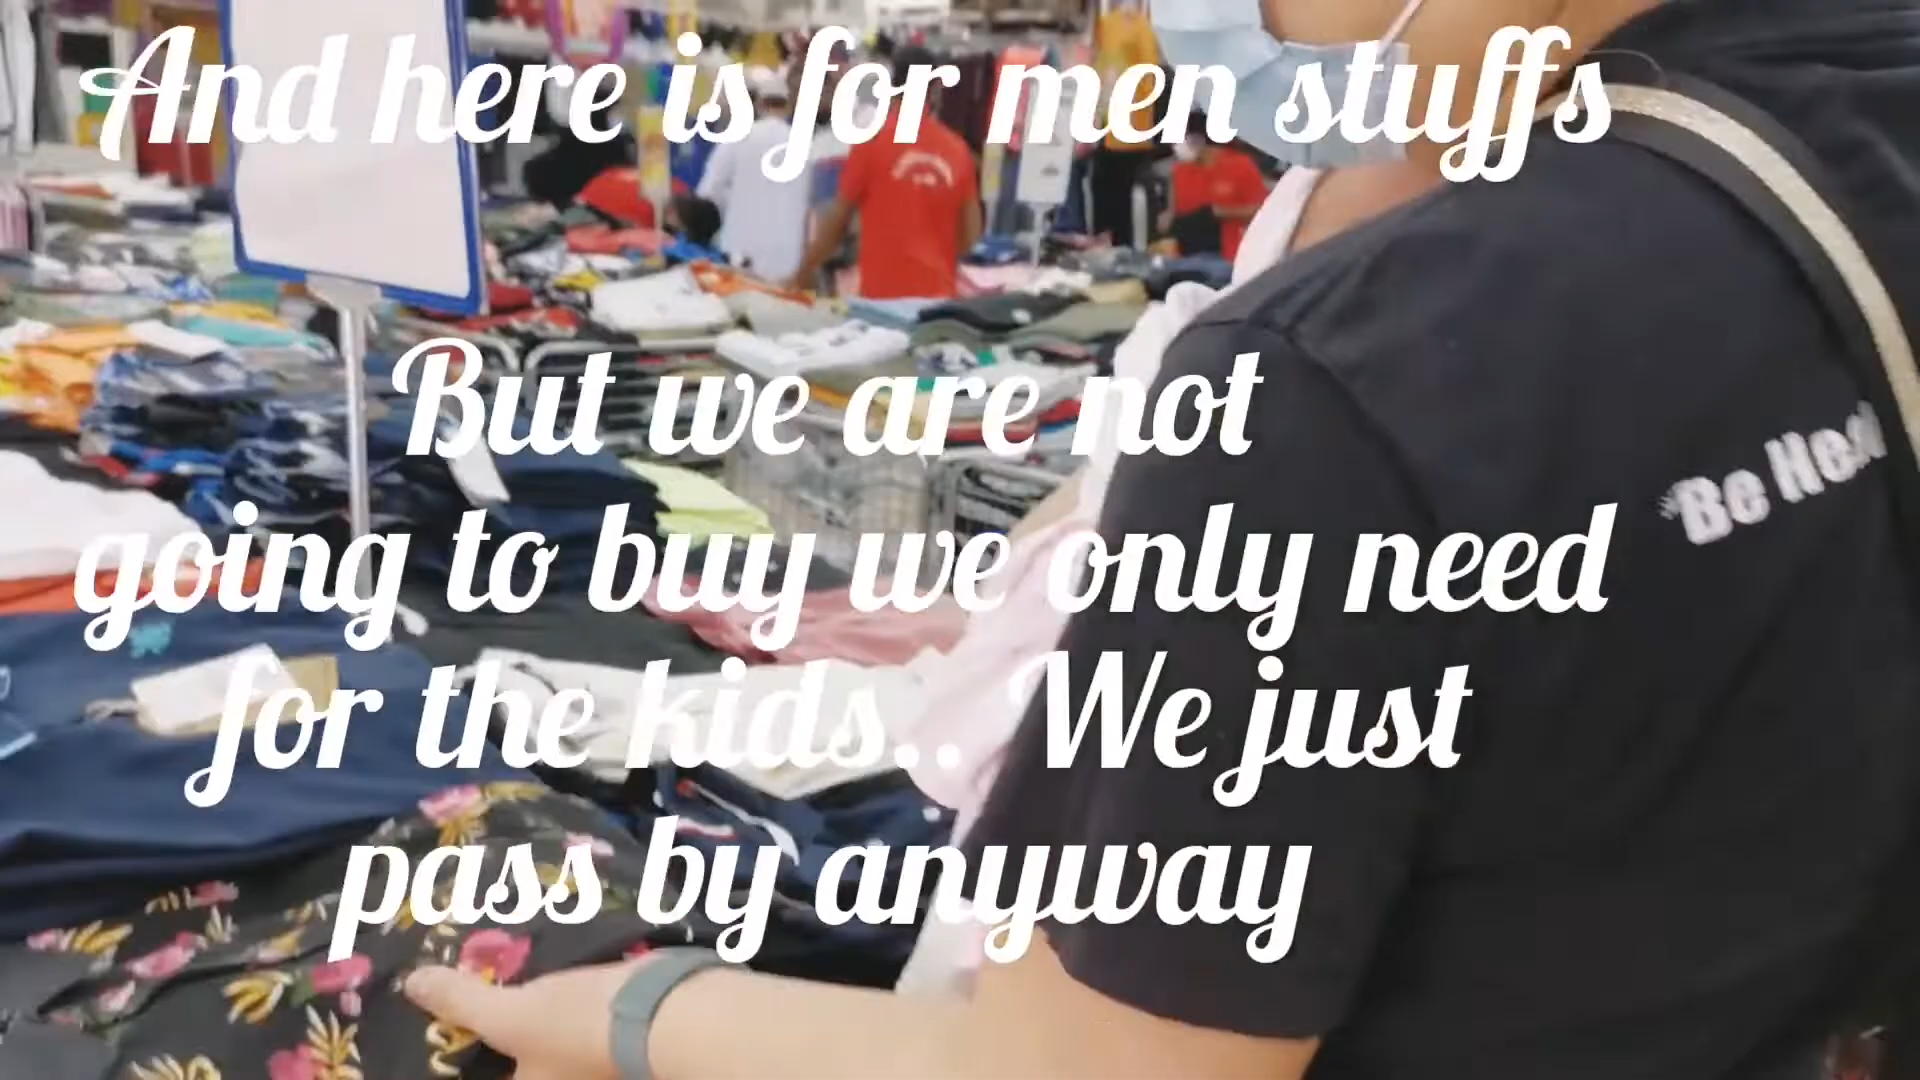 And here is for men stuffs
But we are not
going to buy we only need
for the kids.. We just
pass by anyway
"Be